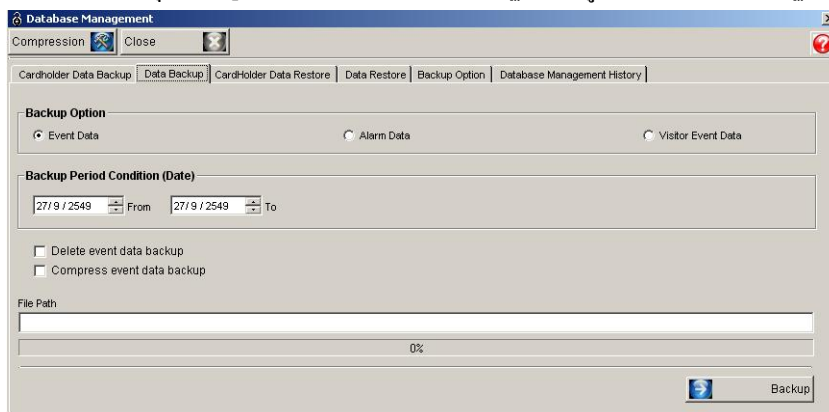 Database Management
Compression Close
Cardholder Data Backup Data Backup CardHolder Data Restore Data Restore Backup Option Database Management History
Backup Option
Event Data Alarm Data Visitor Event Data
Backup Period Condition (Date)
27/ 9 / 2549 From 27/ 9 / 2549 To
Delete event data backup
Compress event data backup
File Path
0%
Backup